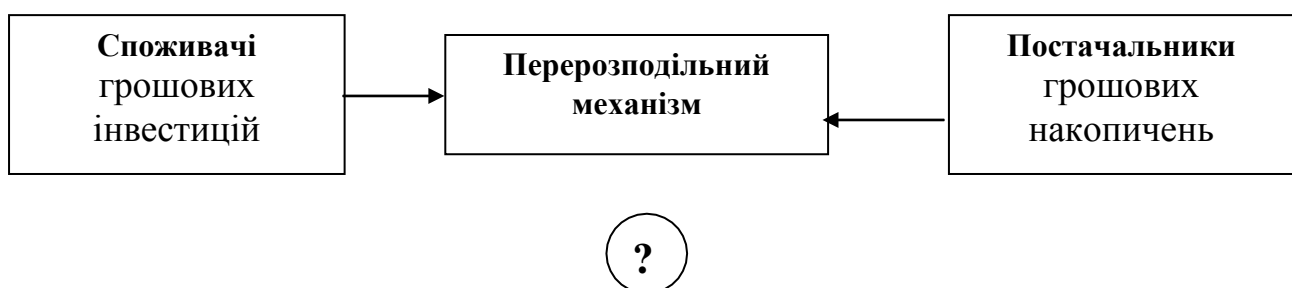 Споживачі
грошових
інвестицій
Перерозподільний
механізм
Постачальники
грошових
накопичень
?